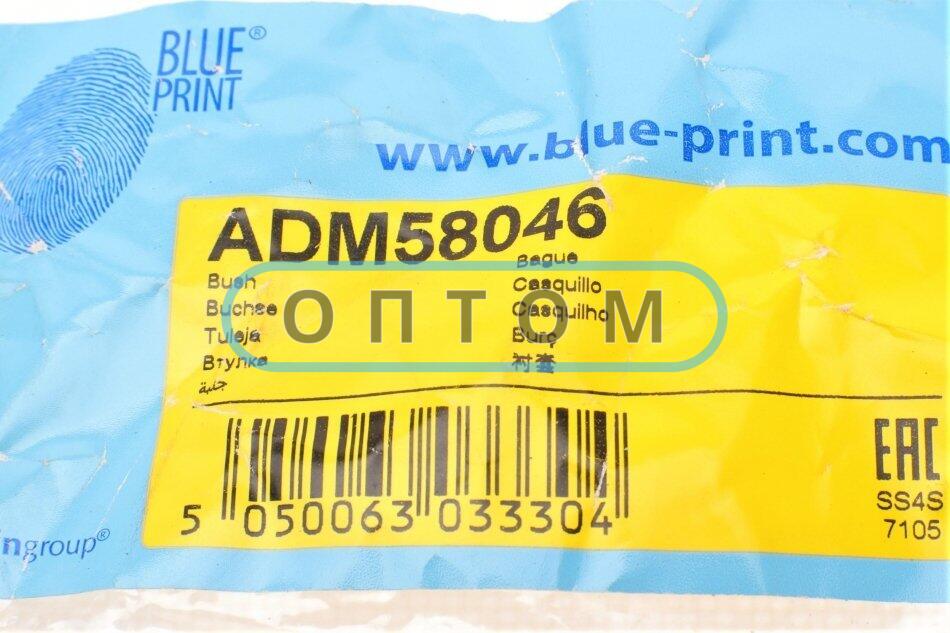 BLUE®
PRINT
www.blue-print.com
ADM58046
Bush
Buchse
Tuleja
Втулка
جلبة
Bague
Casquillo
Casquilho
Burç
衬套
ОПТОМ
5 050063 033304
EAC
SS4S
7105
ngroup®